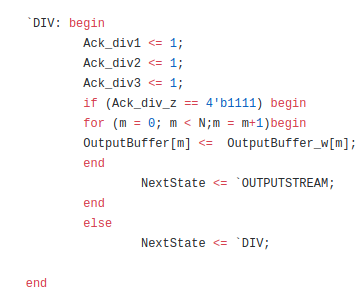 `DIV: begin
Ack_div1 <= 1;
Ack_div2 <= 1;
Ack_div3 <= 1;
if (Ack_div_z == 4'b1111) begin
for (m = 0; m < N;m = m+1)begin
OutputBuffer[m] <=  OutputBuffer_w[m];
end
NextState <= `OUTPUTSTREAM;
end
else
NextState <= `DIV;
end